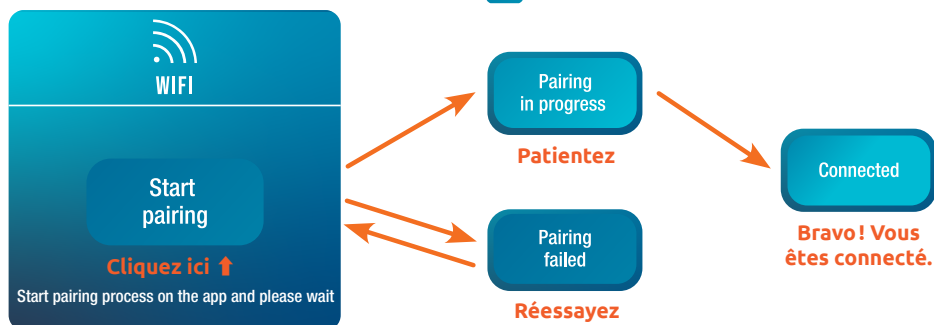 WIFI
Start
pairing
Cliquez ici
Start pairing process on the app and please wait
Pairing
in progress
Patientez
Pairing
failed
Réessayez
Connected
Bravo! Vous
êtes connecté.